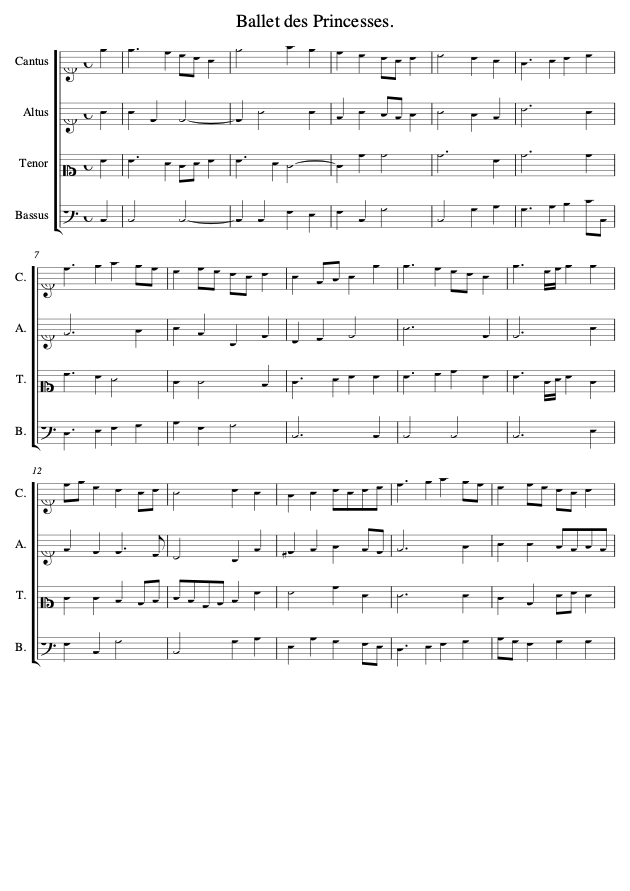 Ballet des Princesses.
Cantus
Altus
Tenor
Bassus
7
C.
A.
T.
B.
12
C.
A.
T.
B.